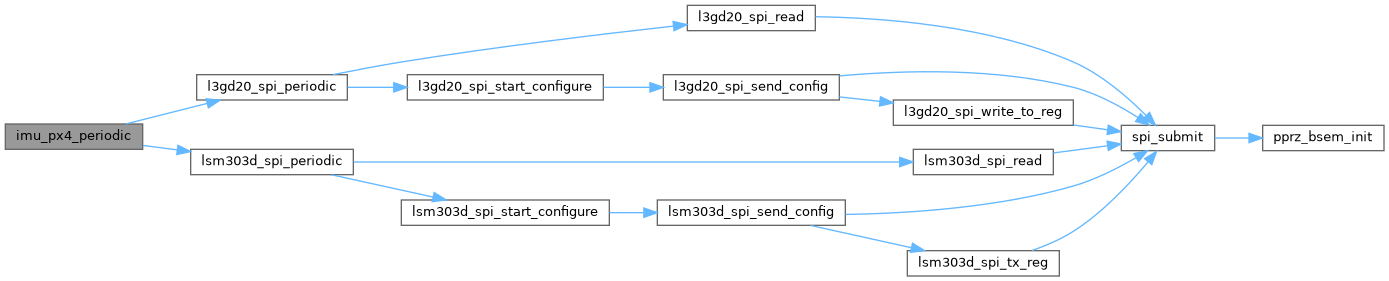 imu_px4_periodic
l3gd20_spi_periodic
l3gd20_spi_read
l3gd20_spi_start_configure
l3gd20_spi_send_config
l3gd20_spi_write_to_reg
spi_submit
pprz_bsem_init
lsm303d_spi_periodic
lsm303d_spi_read
lsm303d_spi_start_configure
lsm303d_spi_send_config
lsm303d_spi_tx_reg